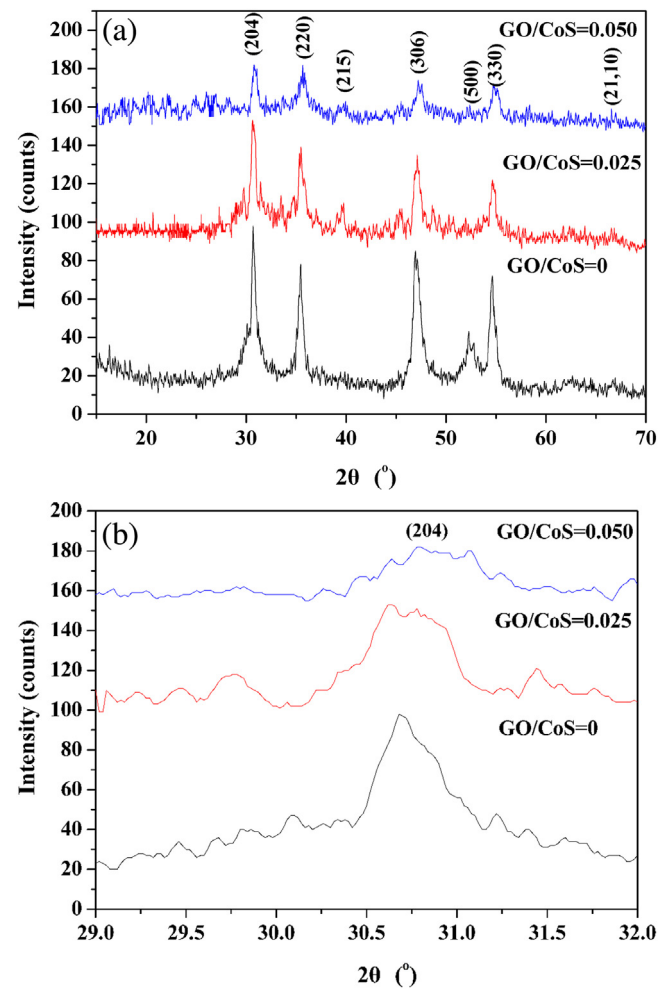 (a)
GO/CoS=0.050
(204)
(220)
(215)
(306)
(500)
(330)
(21,10)
GO/CoS=0.025
GO/CoS=0
Intensity (counts)
0
20
40
60
80
100
120
140
160
180
200
20 30 40 50 60 70
2θ (°)
(b)
(204)
GO/CoS=0.050
GO/CoS=0.025
GO/CoS=0
Intensity (counts)
0
20
40
60
80
100
120
140
160
180
200
29.0 29.5 30.0 30.5 31.0 31.5 32.0
2θ (°)